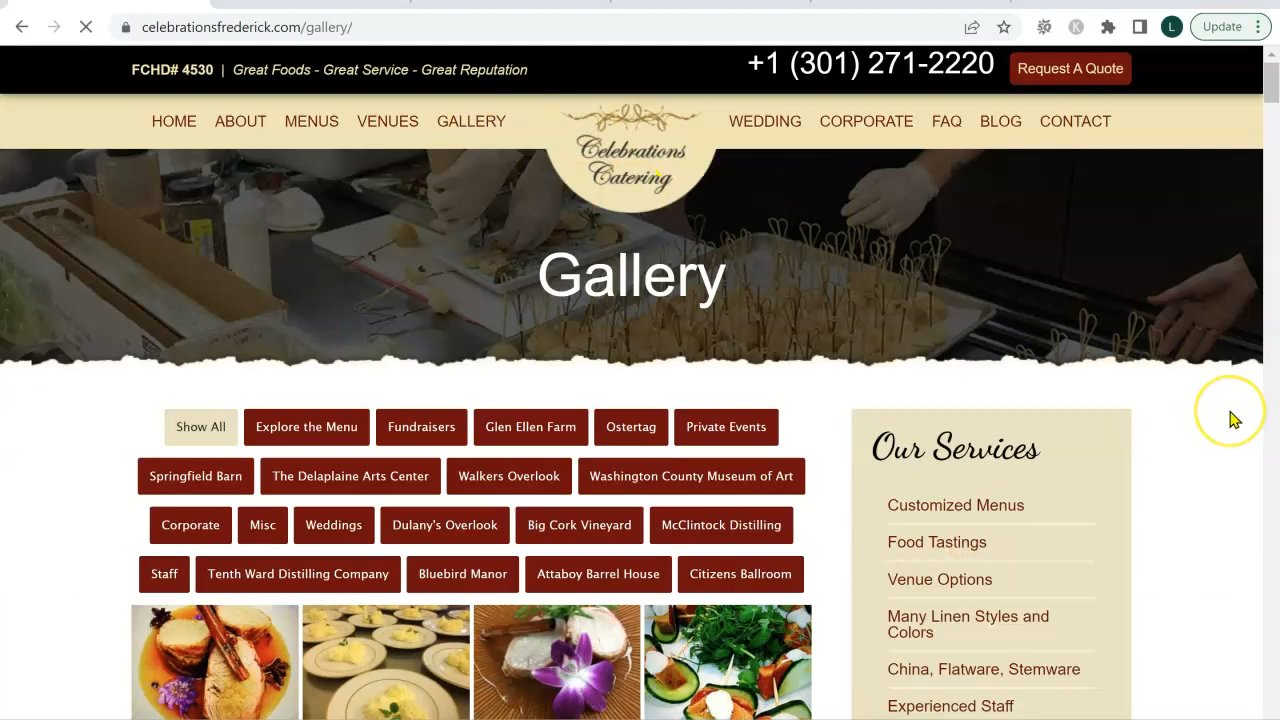 celebrationsfrederick.com/gallery/
L
Update
FCHD# 4530 | Great Foods - Great Service - Great Reputation
+1 (301) 271-2220
Request A Quote
HOME ABOUT MENUS VENUES GALLERY
Celebrations
Catering
WEDDING CORPORATE FAQ BLOG CONTACT
Gallery
Show All Explore the Menu Fundraisers Glen Ellen Farm Ostertag Private Events
Springfield Barn The Delaplaine Arts Center Walkers Overlook Washington County Museum of Art
Corporate Misc Weddings Dulany's Overlook Big Cork Vineyard McClintock Distilling
Staff Tenth Ward Distilling Company Bluebird Manor Attaboy Barrel House Citizens Ballroom
Our Services
Customized Menus
Food Tastings
Venue Options
Many Linen Styles and
Colors
China, Flatware, Stemware
Experienced Staff